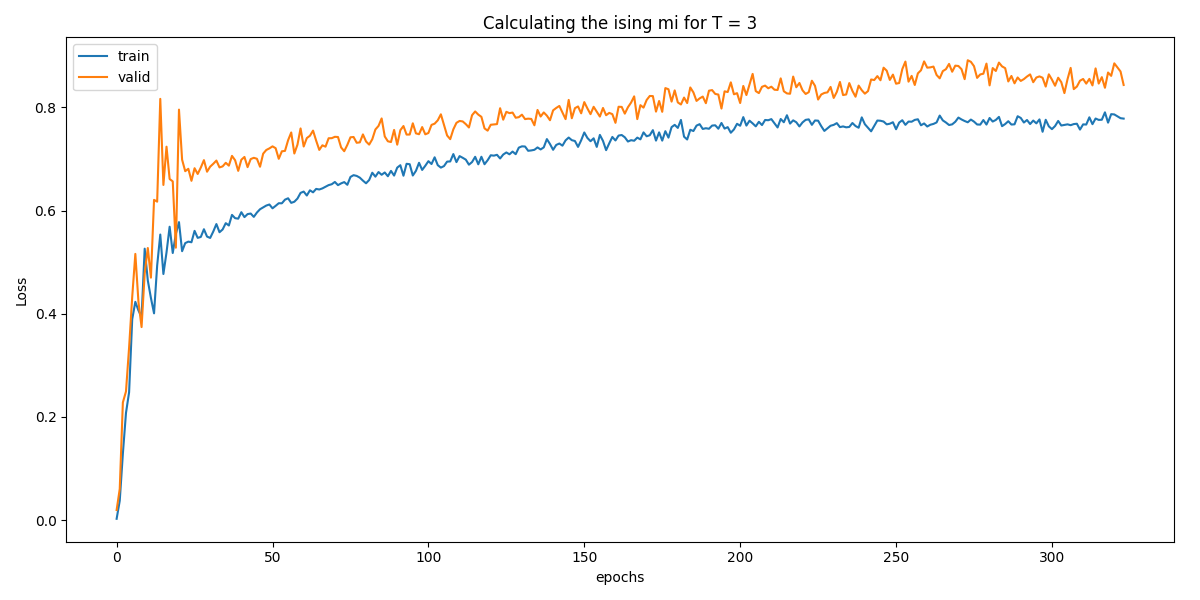 Calculating the ising mi for T = 3
train
valid
Loss
0.8
0.6
0.4
0.2
0.0
0 50 100 150 200 250 300
epochs